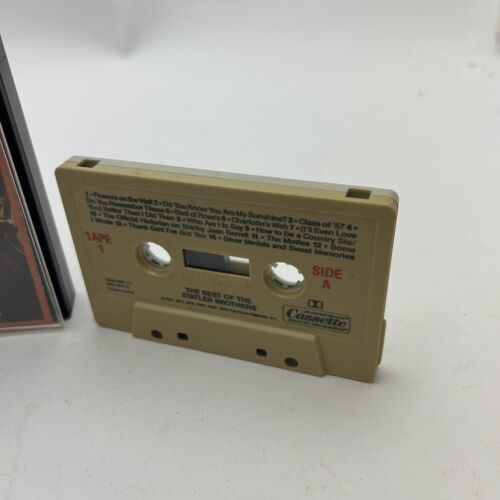 1 • Flowers on the Wall 2 • Do You Know You Are My Sunshine? 3 • Class of '57 4 •
Do You Remember These 5 • Bed of Rose's 6 • Charlotte's Web 7 • (I'll Even Love
You) Better Than I Did Then 8 • Who Am I to Say 9 • How to Be a Country Star
10 • The Official Historian on Shirley Jean Berrell 11 • The Movies 12 • Some
I Wrote 13 • Thank God I've Got You 14 • Silver Medals and Sweet Memories
TAPE
1
SIDE
A
THE BEST OF THE
STATLER BROTHERS
Cassette